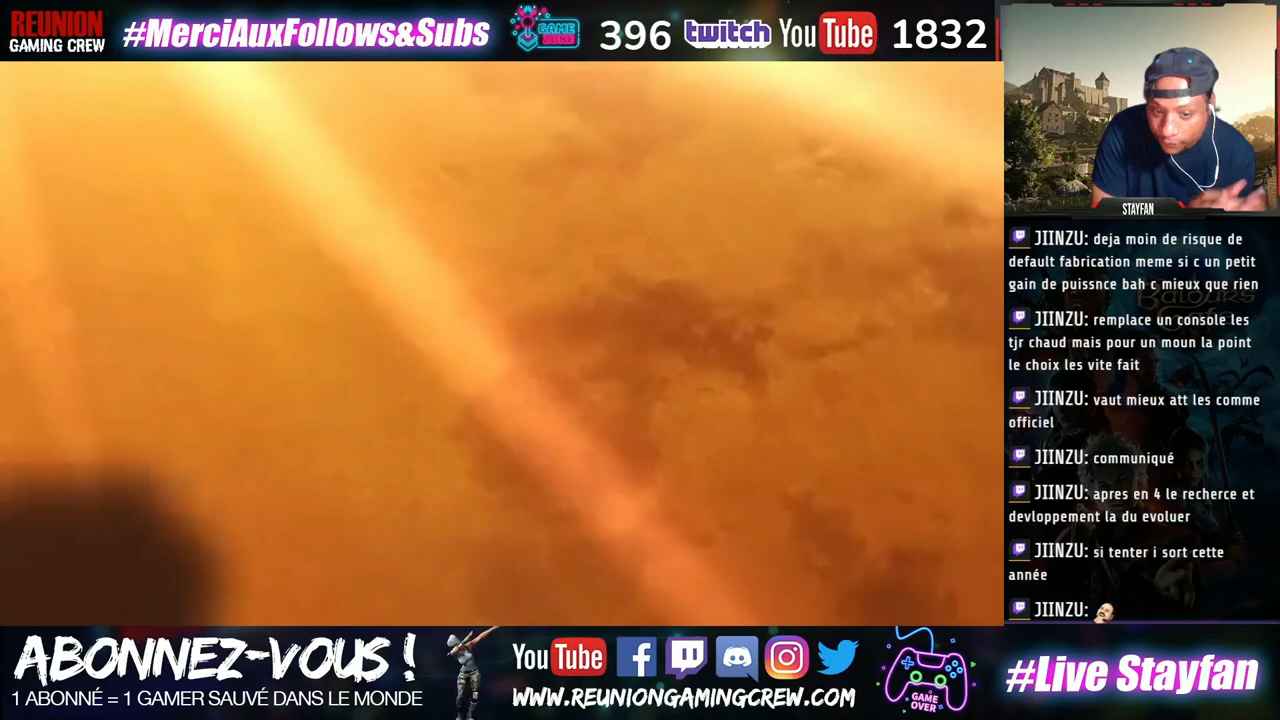 REUNION
GAMING CREW
#MerciAuxFollows&Subs
GAME
396
twitch
YouTube
1832
STAYFAN
JIINZU: deja moin de risque de
default fabrication meme si c un petit
gain de puissnce bah c mieux que rien
JIINZU: remplace un console les
tjr chaud mais pour un moun la point
le choix les vite fait
JIINZU: vaut mieux att les comme
officiel
JIINZU: communiqué
JIINZU: apres en 4 le recherce et
devloppement la du evoluer
JIINZU: si tenter i sort cette
année
JIINZU:
ABONNEZ-VOUS !
1 ABONNÉ = 1 GAMER SAUVÉ DANS LE MONDE
YouTube
WWW.REUNIONGAMINGCREW.COM
GAME
OVER
#Live Stayfan